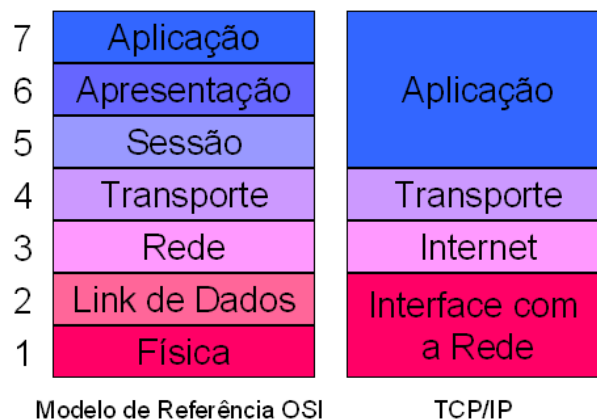 7 Aplicação
6 Apresentação
5 Sessão
4 Transporte
3 Rede
2 Link de Dados
1 Física
Modelo de Referência OSI
Aplicação
Transporte
Internet
Interface com
a Rede
TCP/IP